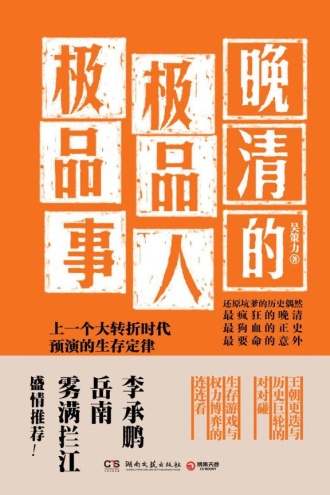 晚清的
极品人
极品事
吴策力 著
还原坑爹的历史偶然
最疯狂的晚清
最狗血的正史
最要命的意外
上一个大转折时代
预演的生存定律
王朝更迭与
历史巨轮的
对对碰
生存游戏与
权力博弈的
连连看
李承鹏
岳南
雾满拦江
盛情推荐！
CS
湖南文艺出版社
博集天卷